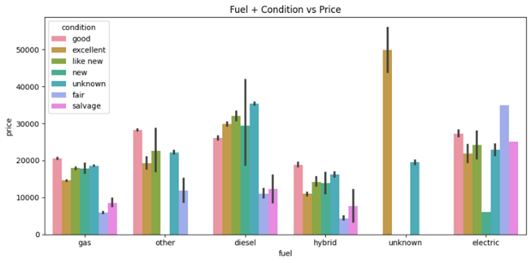 Fuel + Condition vs Price
condition
good
excellent
like new
new
unknown
fair
salvage
50000
40000
30000
20000
10000
0
price
gas
other
diesel
hybrid
unknown
electric
fuel